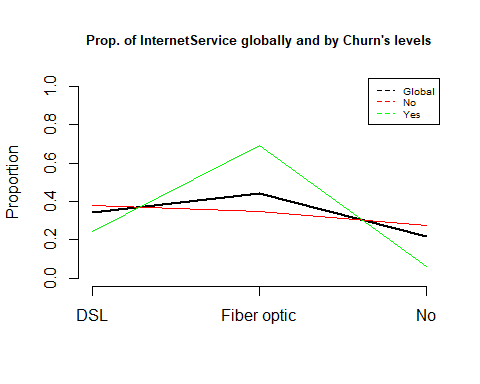 Prop. of InternetService globally and by Churn's levels
Global
No
Yes
Proportion
1.0
0.8
0.6
0.4
0.2
0.0
DSL
Fiber optic
No